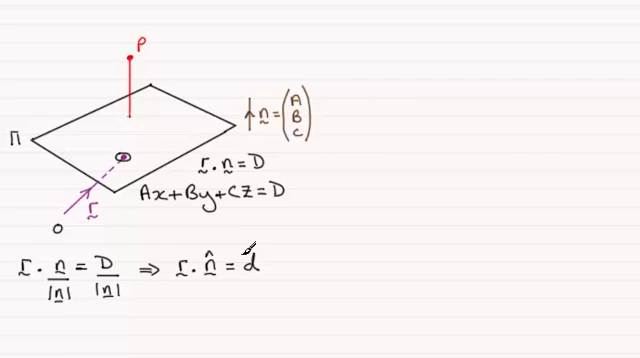 P
Π
n = (A B C)
r . n = D
Ax + By + Cz = D
r
O
r . n/|n| = D/|n| ⇒ r . n̂ = d